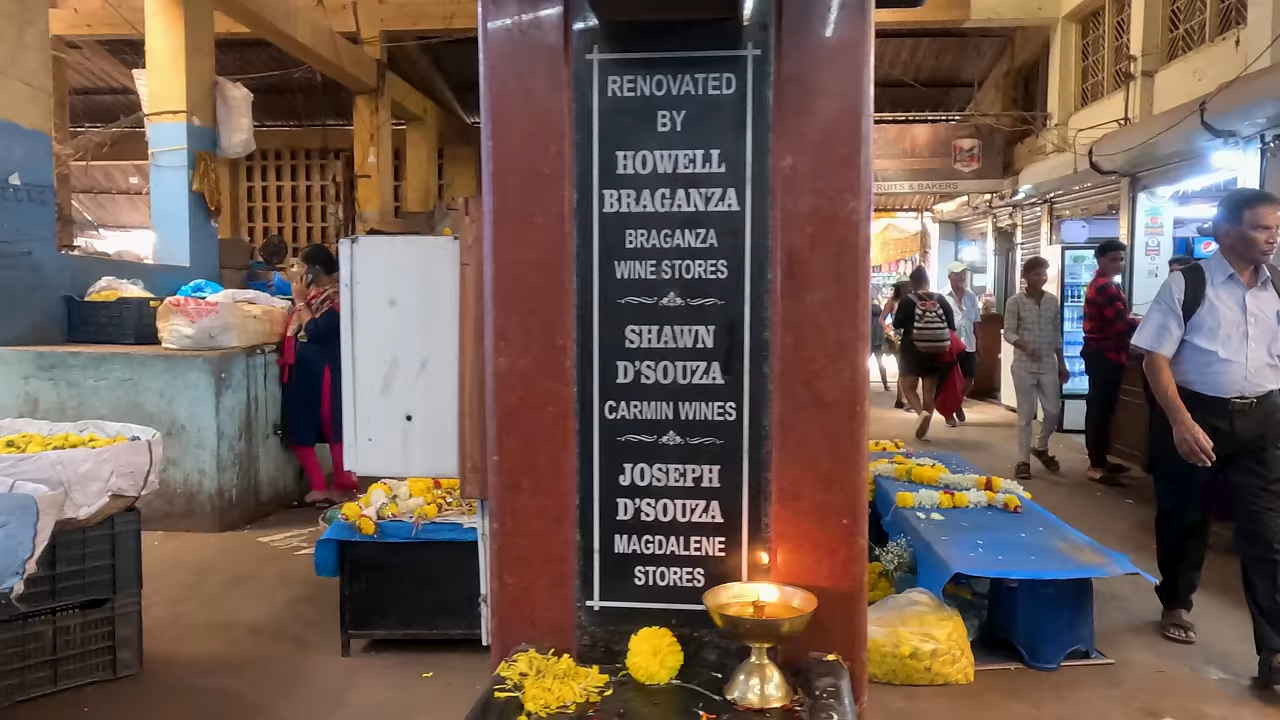 RENOVATED
BY
HOWELL
BRAGANZA
BRAGANZA
WINE STORES
SHAWN
D'SOUZA
CARMIN WINES
JOSEPH
D'SOUZA
MAGDALENE
STORES
FRUITS & BAKERS